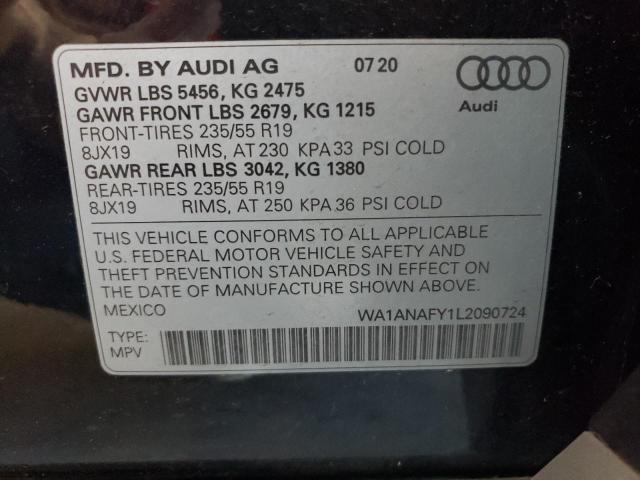 MFD. BY AUDI AG 07 20
GVWR LBS 5456, KG 2475
GAWR FRONT LBS 2679, KG 1215
FRONT-TIRES 235/55 R19
8JX19 RIMS, AT 230 KPA 33 PSI COLD
GAWR REAR LBS 3042, KG 1380
REAR-TIRES 235/55 R19
8JX19 RIMS, AT 250 KPA 36 PSI COLD
Audi
THIS VEHICLE CONFORMS TO ALL APPLICABLE
U.S. FEDERAL MOTOR VEHICLE SAFETY AND
THEFT PREVENTION STANDARDS IN EFFECT ON
THE DATE OF MANUFACTURE SHOWN ABOVE.
MEXICO WA1ANAFY1L2090724
TYPE:
MPV